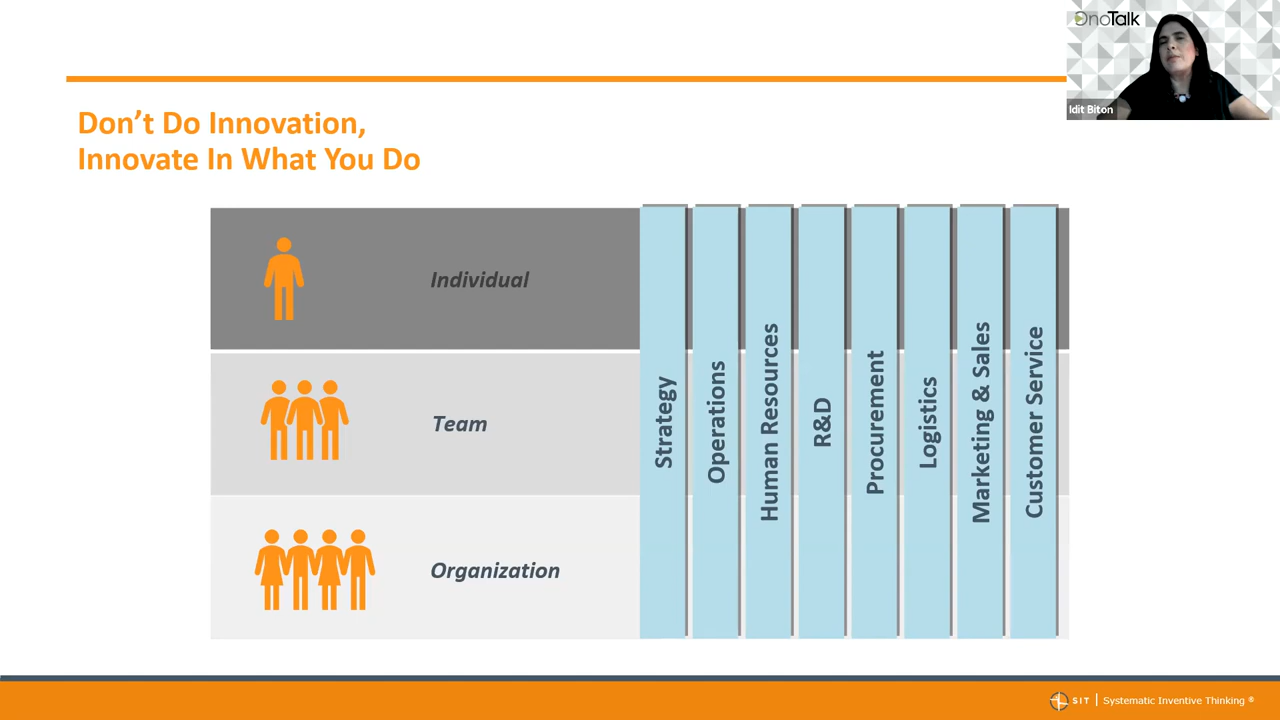 OnoTalk
Idit Biton
Don't Do Innovation,
Innovate In What You Do
Individual
Team
Organization
Strategy
Operations
Human Resources
R&D
Procurement
Logistics
Marketing & Sales
Customer Service
SIT | Systematic Inventive Thinking ®